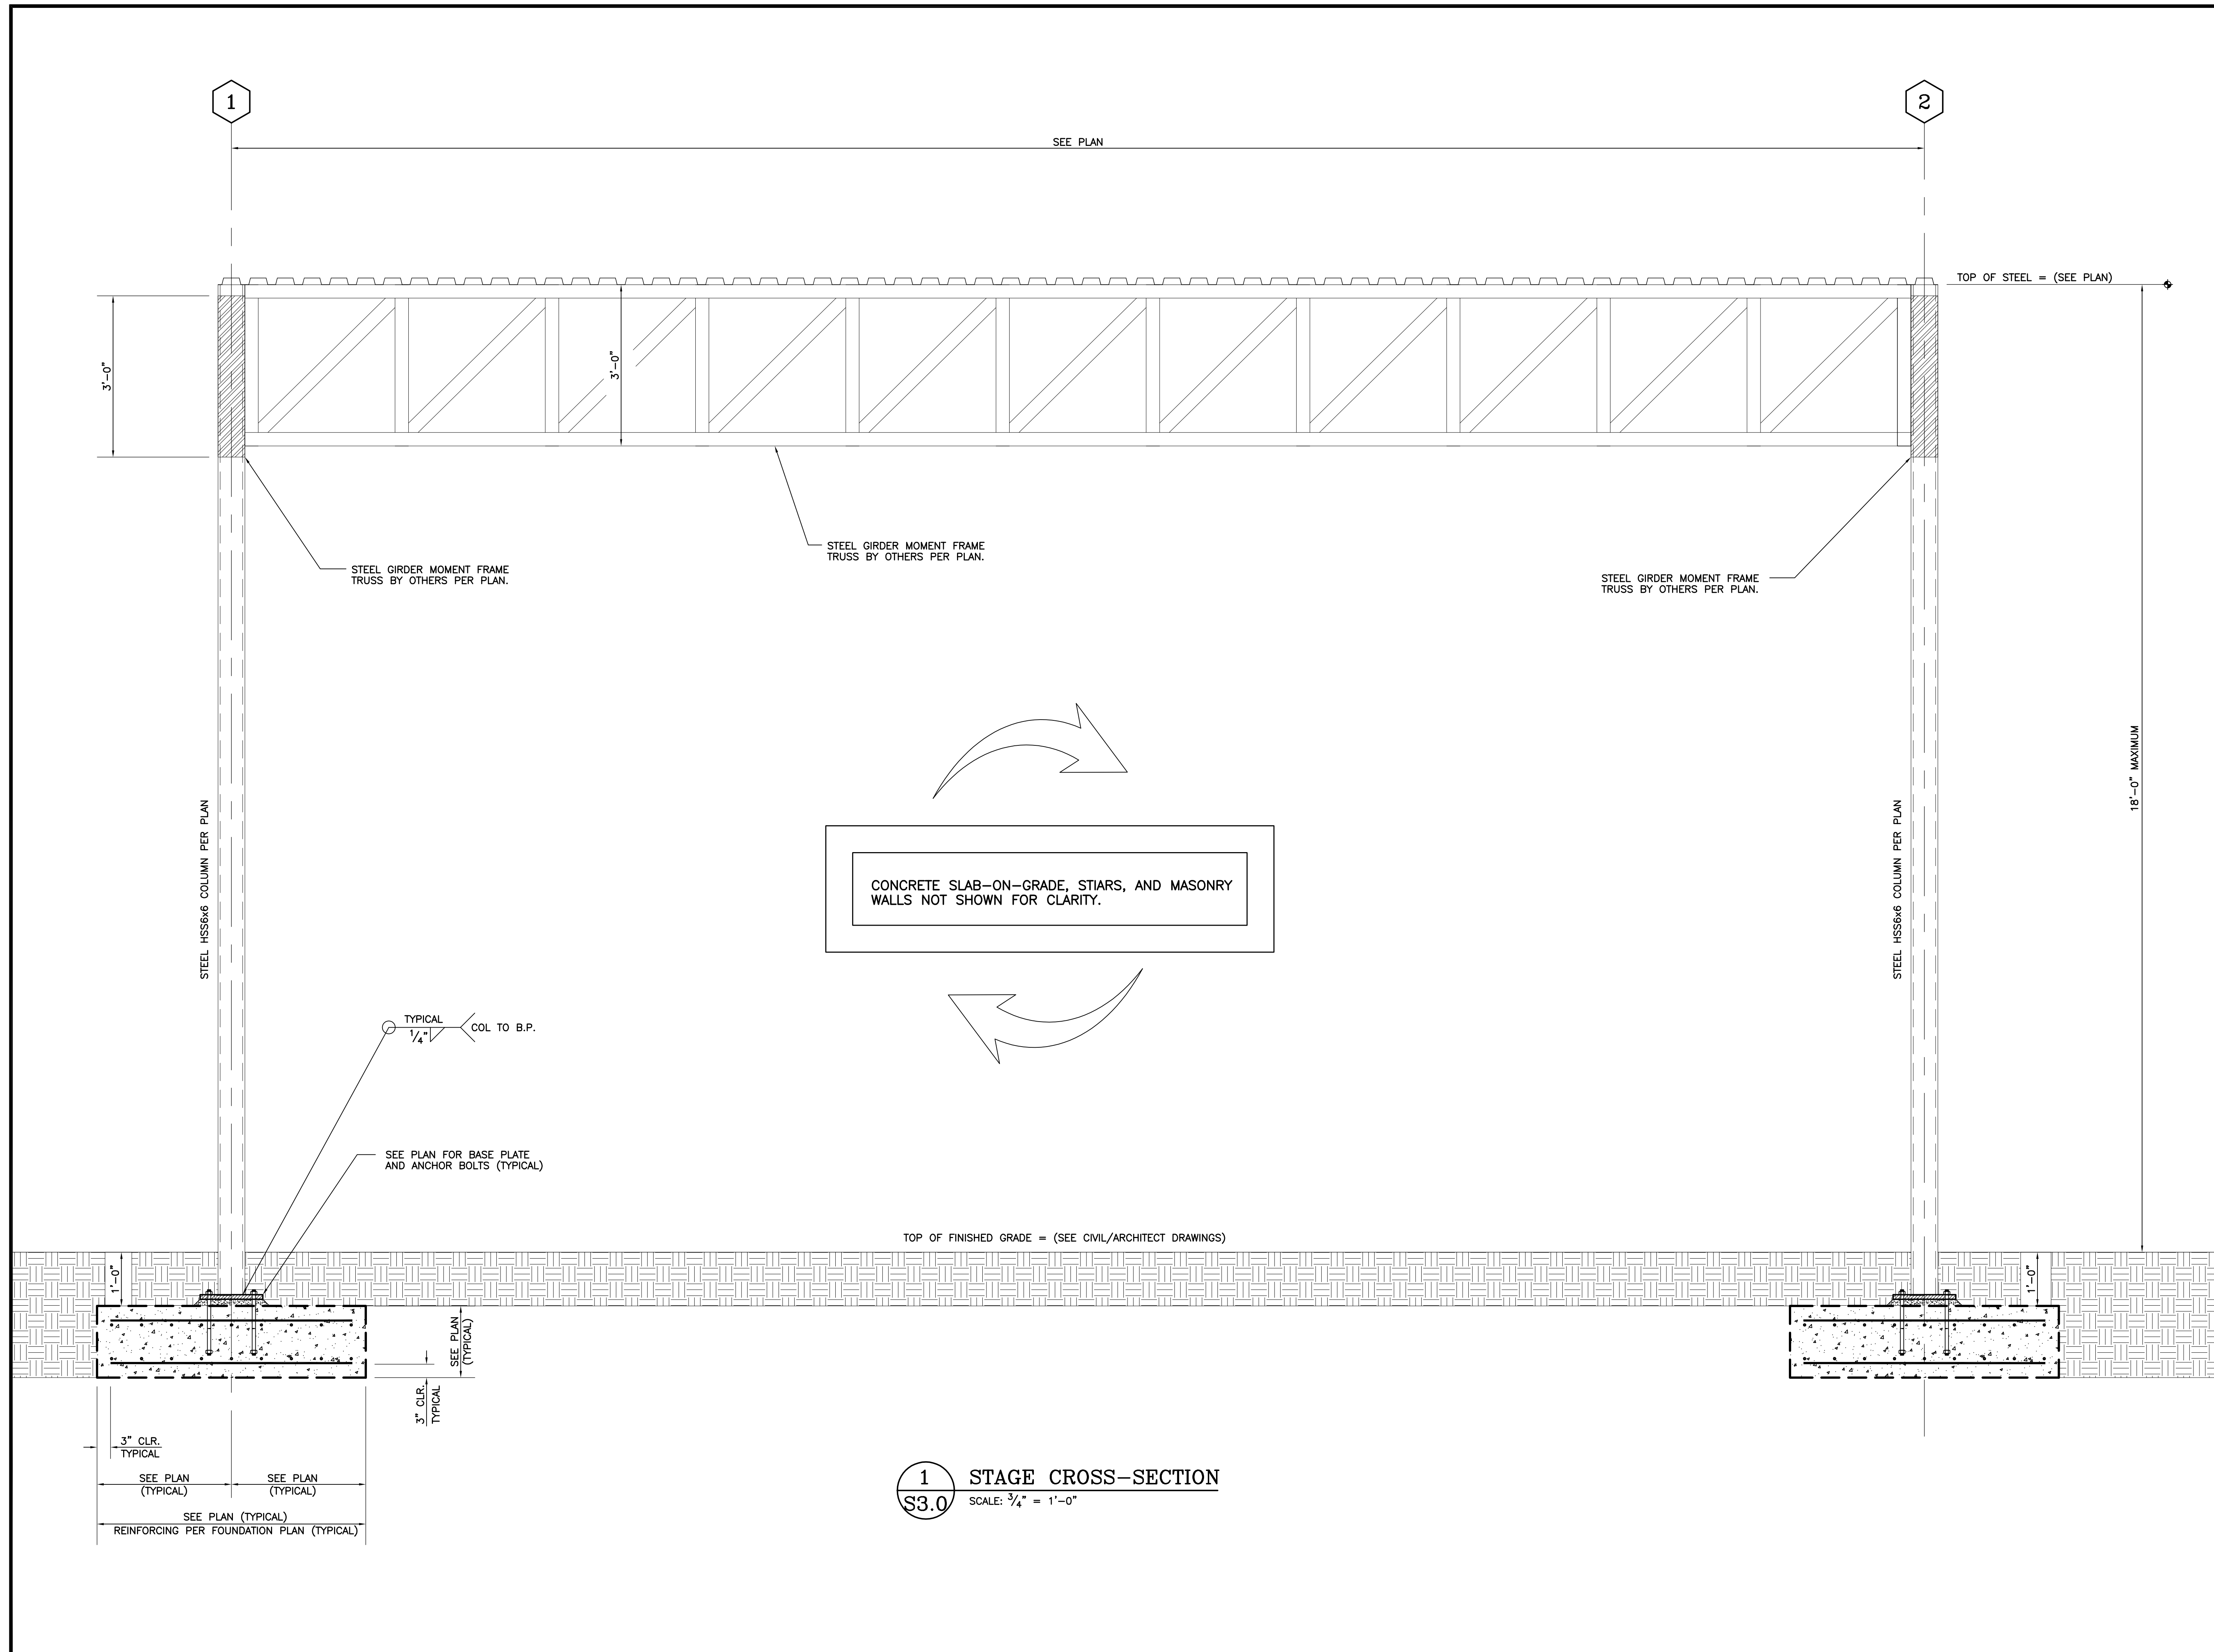 1
2
SEE PLAN
TOP OF STEEL = (SEE PLAN)
3'-0"
3'-0"
STEEL GIRDER MOMENT FRAME
TRUSS BY OTHERS PER PLAN.
STEEL GIRDER MOMENT FRAME
TRUSS BY OTHERS PER PLAN.
STEEL GIRDER MOMENT FRAME
TRUSS BY OTHERS PER PLAN.
18'-0" MAXIMUM
STEEL HSS6x6 COLUMN PER PLAN
STEEL HSS6x6 COLUMN PER PLAN
CONCRETE SLAB-ON-GRADE, STIARS, AND MASONRY
WALLS NOT SHOWN FOR CLARITY.
TYPICAL
1/4"
COL TO B.P.
SEE PLAN FOR BASE PLATE
AND ANCHOR BOLTS (TYPICAL)
TOP OF FINISHED GRADE = (SEE CIVIL/ARCHITECT DRAWINGS)
1'-0"
1'-0"
SEE PLAN
(TYPICAL)
3" CLR.
TYPICAL
3" CLR.
TYPICAL
SEE PLAN
(TYPICAL)
SEE PLAN
(TYPICAL)
SEE PLAN (TYPICAL)
REINFORCING PER FOUNDATION PLAN (TYPICAL)
1
S3.0
STAGE CROSS-SECTION
SCALE: 3/4" = 1'-0"